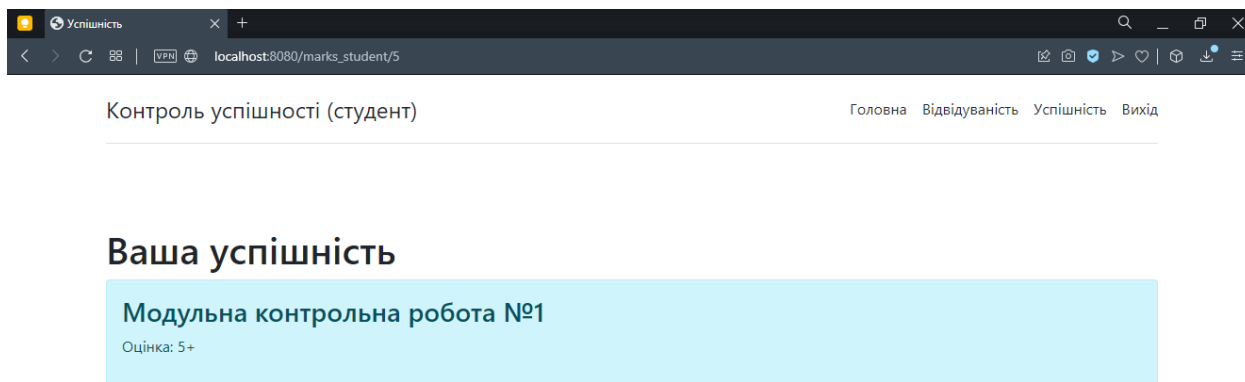 Успішність
VPN localhost:8080/marks_student/5
Контроль успішності (студент) Головна Відвідуваність Успішність Вихід
Ваша успішність
Модульна контрольна робота №1
Оцінка: 5+